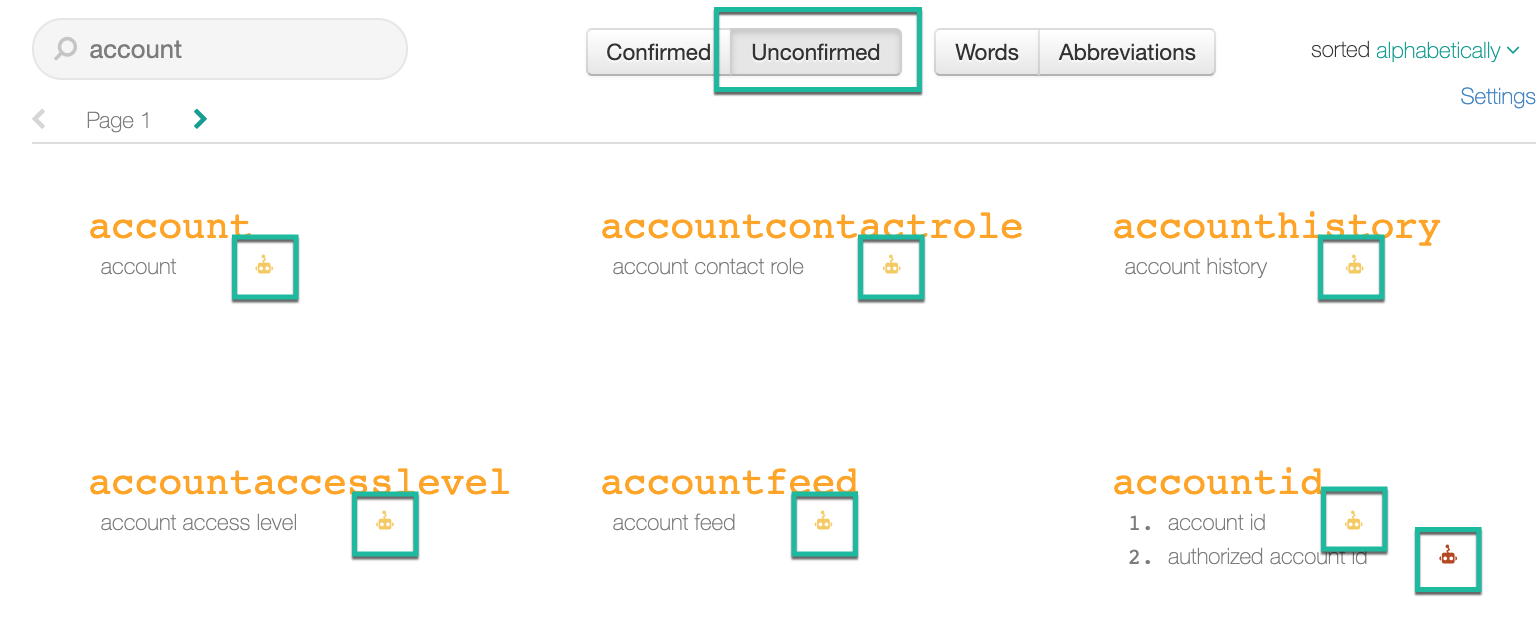 account
Confirmed Unconfirmed Words Abbreviations sorted alphabetically
Settings
Page 1
account accountcontactrole accounthistory
account account contact role account history
accountaccesslevel accountfeed accountid
account access level account feed 1. account id
2. authorized account id